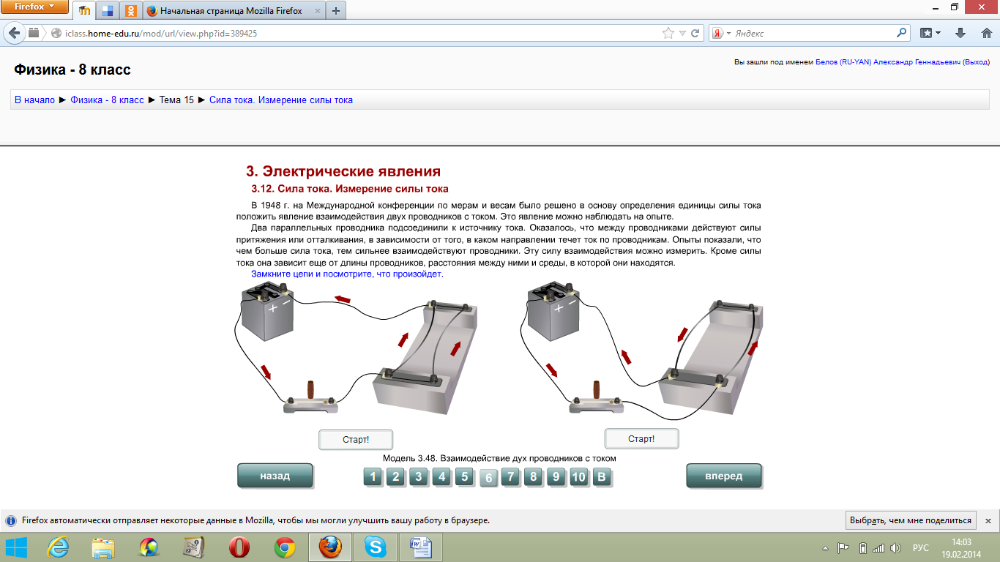 Firefox
Начальная страница Mozilla Firefox
iclass.home-edu.ru/mod/url/view.php?id=389425
Яндекс
Физика - 8 класс
Вы зашли под именем Белов (RU-YAN) Александр Геннадьевич (Выход)
В начало ► Физика - 8 класс ► Тема 15 ► Сила тока. Измерение силы тока
3. Электрические явления
3.12. Сила тока. Измерение силы тока
В 1948 г. на Международной конференции по мерам и весам было решено в основу определения единицы силы тока
положить явление взаимодействия двух проводников с током. Это явление можно наблюдать на опыте.
Два параллельных проводника подсоединили к источнику тока. Оказалось, что между проводниками действуют силы
притяжения или отталкивания, в зависимости от того, в каком направлении течет ток по проводникам. Опыты показали, что
чем больше сила тока, тем сильнее взаимодействуют проводники. Эту силу взаимодействия можно измерить. Кроме силы
тока она зависит еще от длины проводников, расстояния между ними и среды, в которой они находятся.
Замкните цепи и посмотрите, что произойдет.
+ −
+ −
Старт!
Старт!
Модель 3.48. Взаимодействие дух проводников с током
назад
1 2 3 4 5 6 7 8 9 10 В
вперед
Firefox автоматически отправляет некоторые данные в Mozilla, чтобы мы могли улучшить вашу работу в браузере.
Выбрать, чем мне поделиться
РУС
14:03
19.02.2014